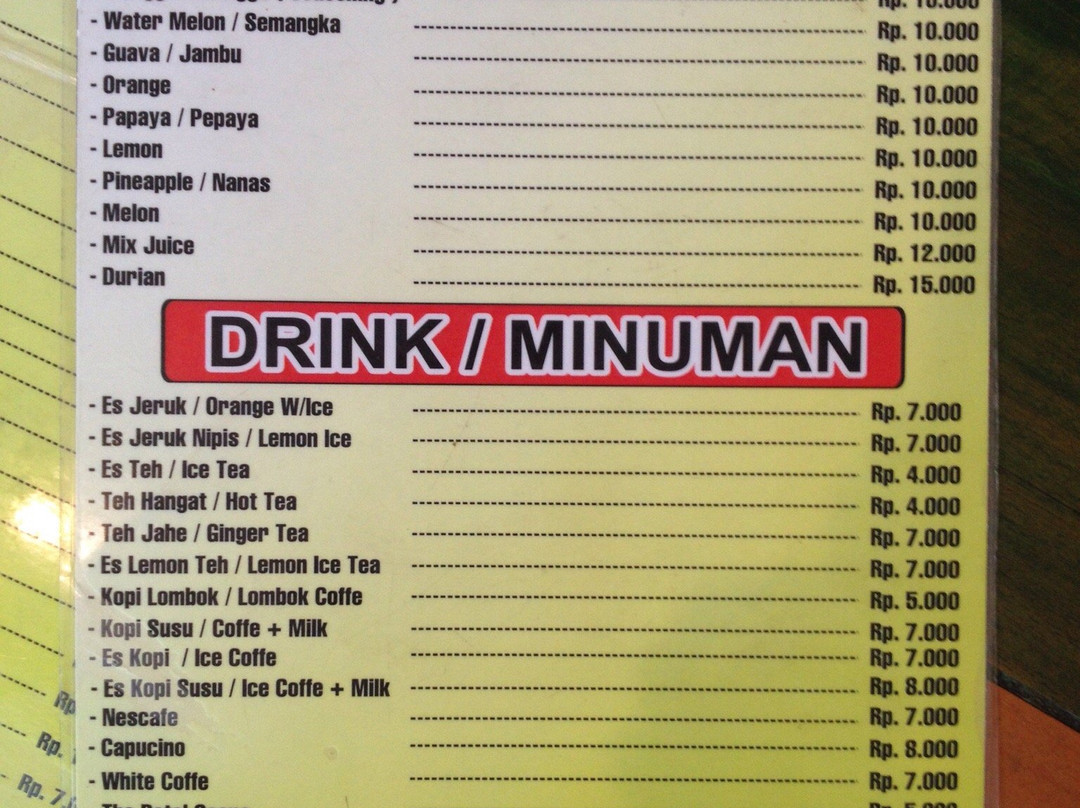 - Water Melon / Semangka Rp. 10.000
- Guava / Jambu Rp. 10.000
- Orange Rp. 10.000
- Papaya / Pepaya Rp. 10.000
- Lemon Rp. 10.000
- Pineapple / Nanas Rp. 10.000
- Melon Rp. 10.000
- Mix Juice Rp. 12.000
- Durian Rp. 15.000
DRINK / MINUMAN
- Es Jeruk / Orange W/Ice Rp. 7.000
- Es Jeruk Nipis / Lemon Ice Rp. 7.000
- Es Teh / Ice Tea Rp. 4.000
- Teh Hangat / Hot Tea Rp. 4.000
- Teh Jahe / Ginger Tea Rp. 7.000
- Es Lemon Teh / Lemon Ice Tea Rp. 7.000
- Kopi Lombok / Lombok Coffe Rp. 5.000
- Kopi Susu / Coffe + Milk Rp. 7.000
- Es Kopi / Ice Coffe Rp. 7.000
- Es Kopi Susu / Ice Coffe + Milk Rp. 8.000
- Nescafe Rp. 7.000
- Capucino Rp. 8.000
- White Coffe Rp. 7.000